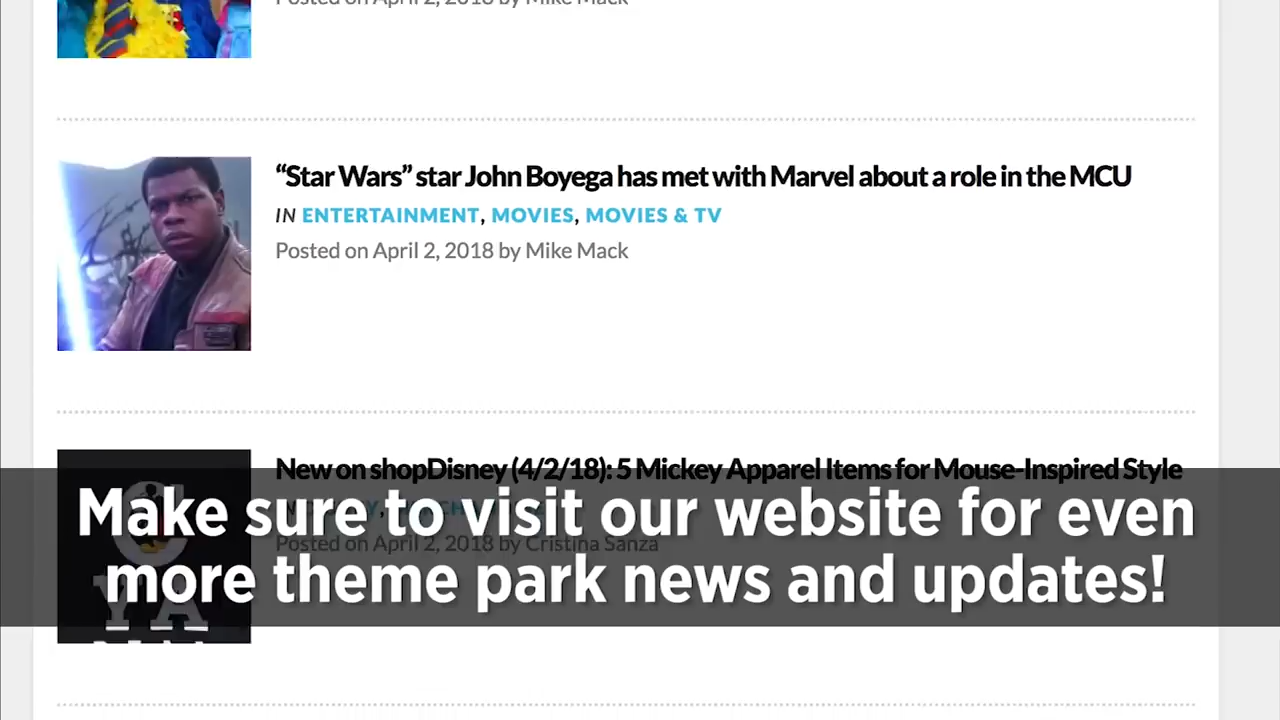 Posted on April 2, 2018 by Mike Mack
“Star Wars” star John Boyega has met with Marvel about a role in the MCU
IN ENTERTAINMENT, MOVIES, MOVIES & TV
Posted on April 2, 2018 by Mike Mack
New on shopDisney (4/2/18): 5 Mickey Apparel Items for Mouse-Inspired Style
Make sure to visit our website for even
Posted on April 2, 2018 by Cristina Sanza
more theme park news and updates!